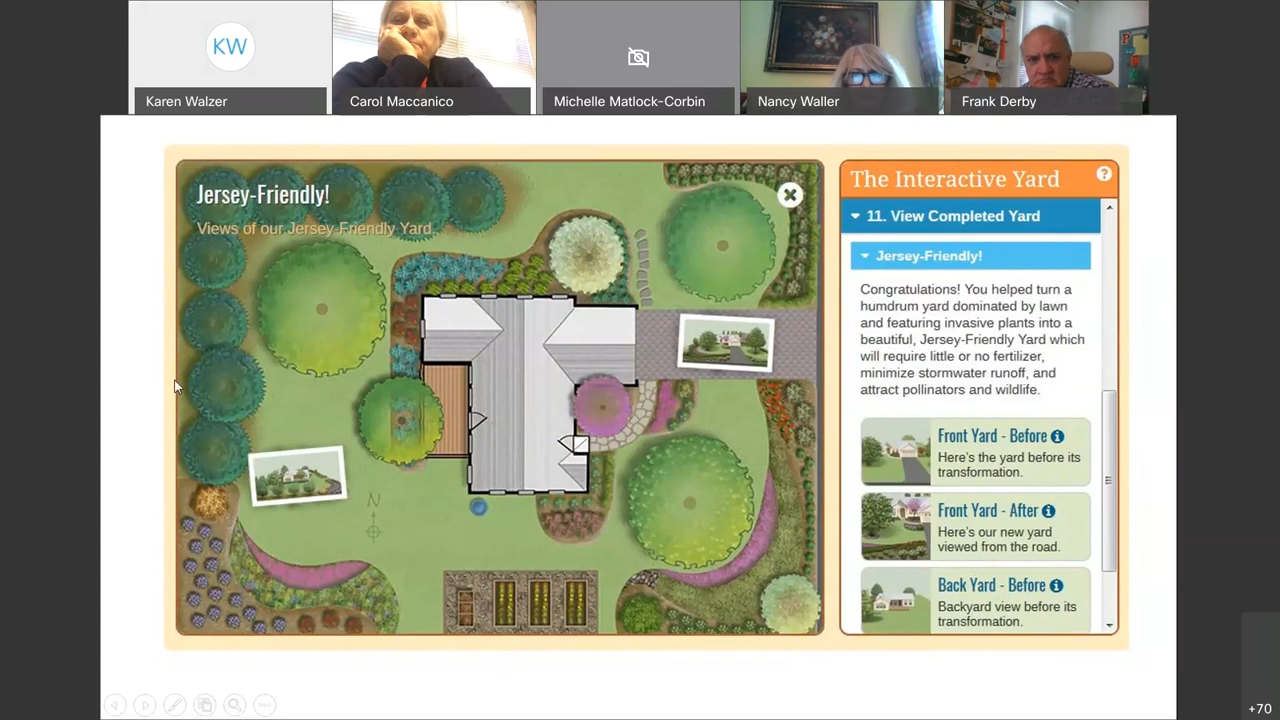 KW
Karen Walzer
Carol Maccanico
Michelle Matlock-Corbin
Nancy Waller
Frank Derby
Jersey-Friendly!
Views of our Jersey-Friendly Yard.
N
The Interactive Yard
?
11. View Completed Yard
Jersey-Friendly!
Congratulations! You helped turn a
humdrum yard dominated by lawn
and featuring invasive plants into a
beautiful, Jersey-Friendly Yard which
will require little or no fertilizer,
minimize stormwater runoff, and
attract pollinators and wildlife.
Front Yard - Before
Here's the yard before its
transformation.
Front Yard - After
Here's our new yard
viewed from the road.
Back Yard - Before
Backyard view before its
transformation.
+70